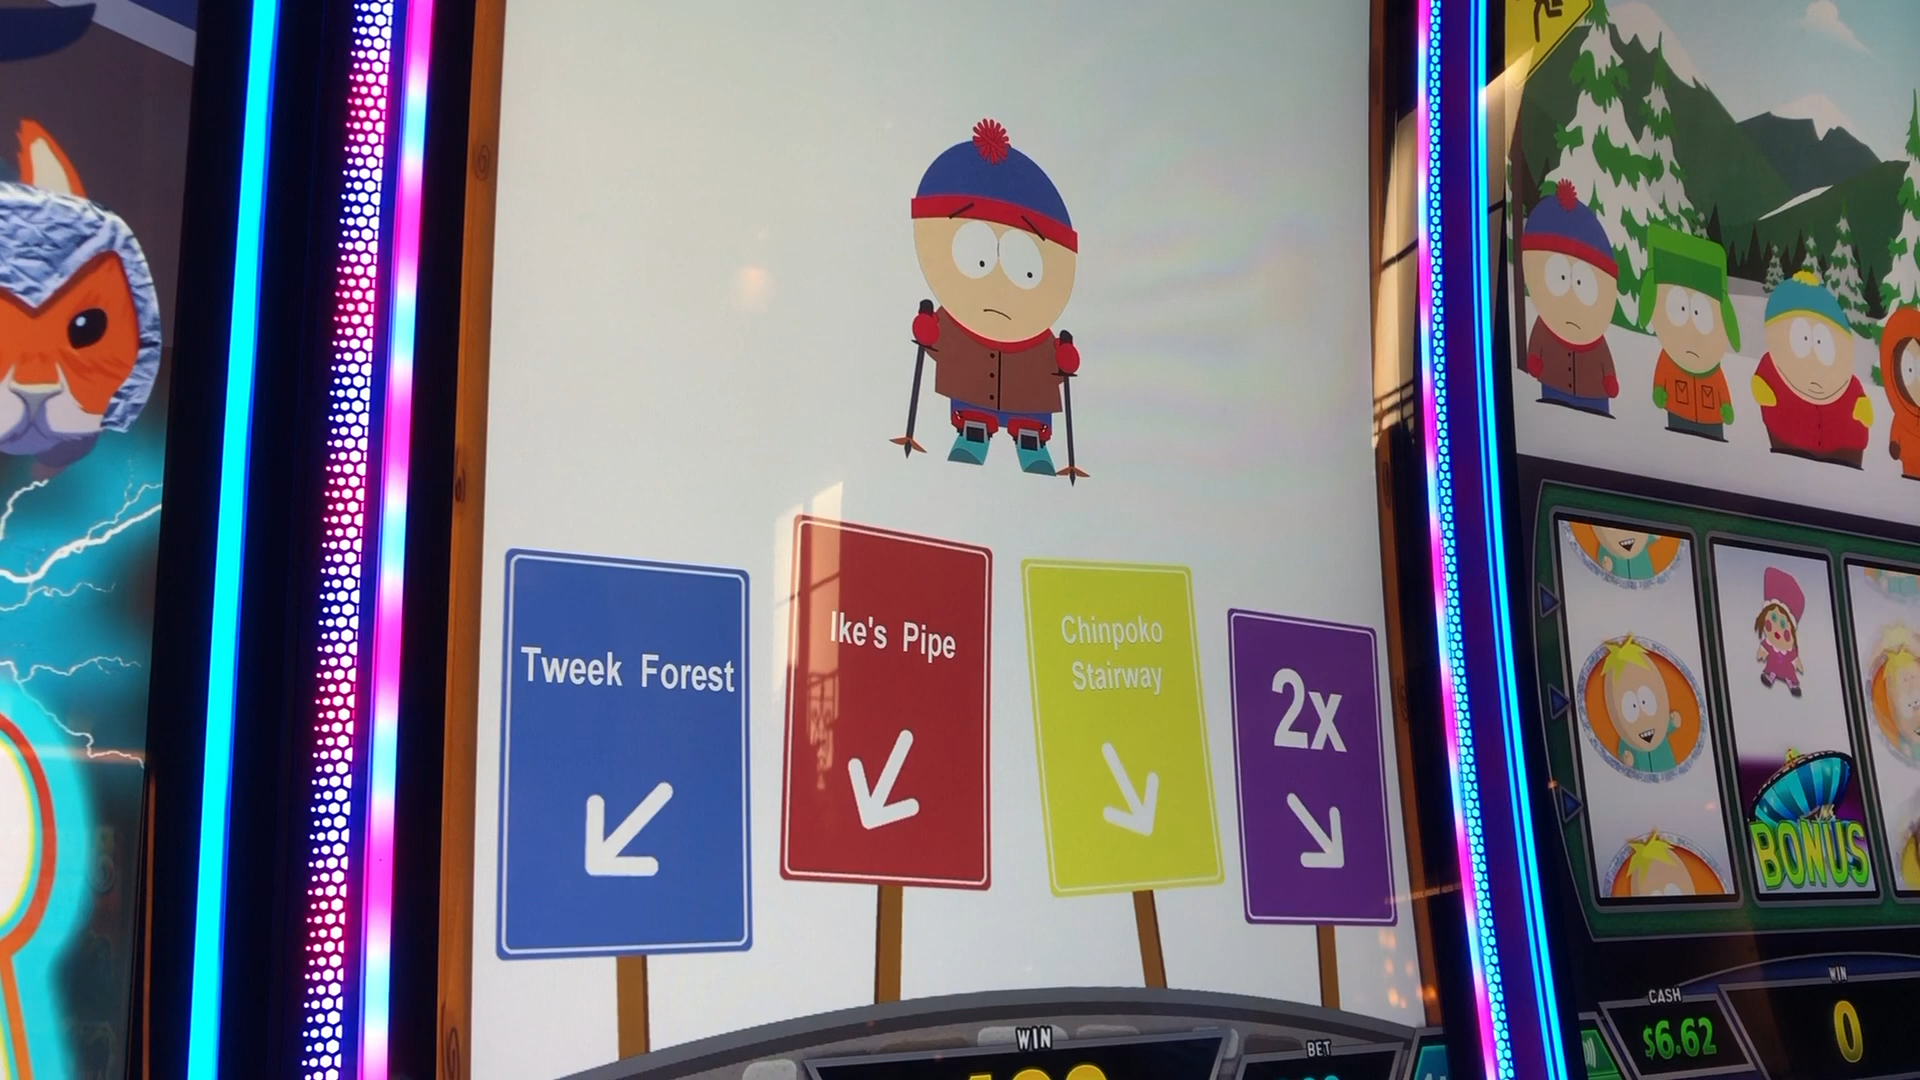 Tweek Forest
Ike's Pipe
Chinpoko
Stairway
2x
WIN
BET
BONUS
CASH
$6.62
WIN
0